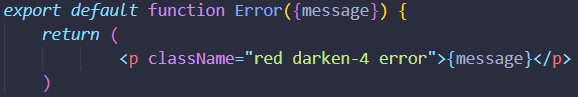 export default function Error({message}) {
return (
<p className="red darken-4 error">{message}</p>
)